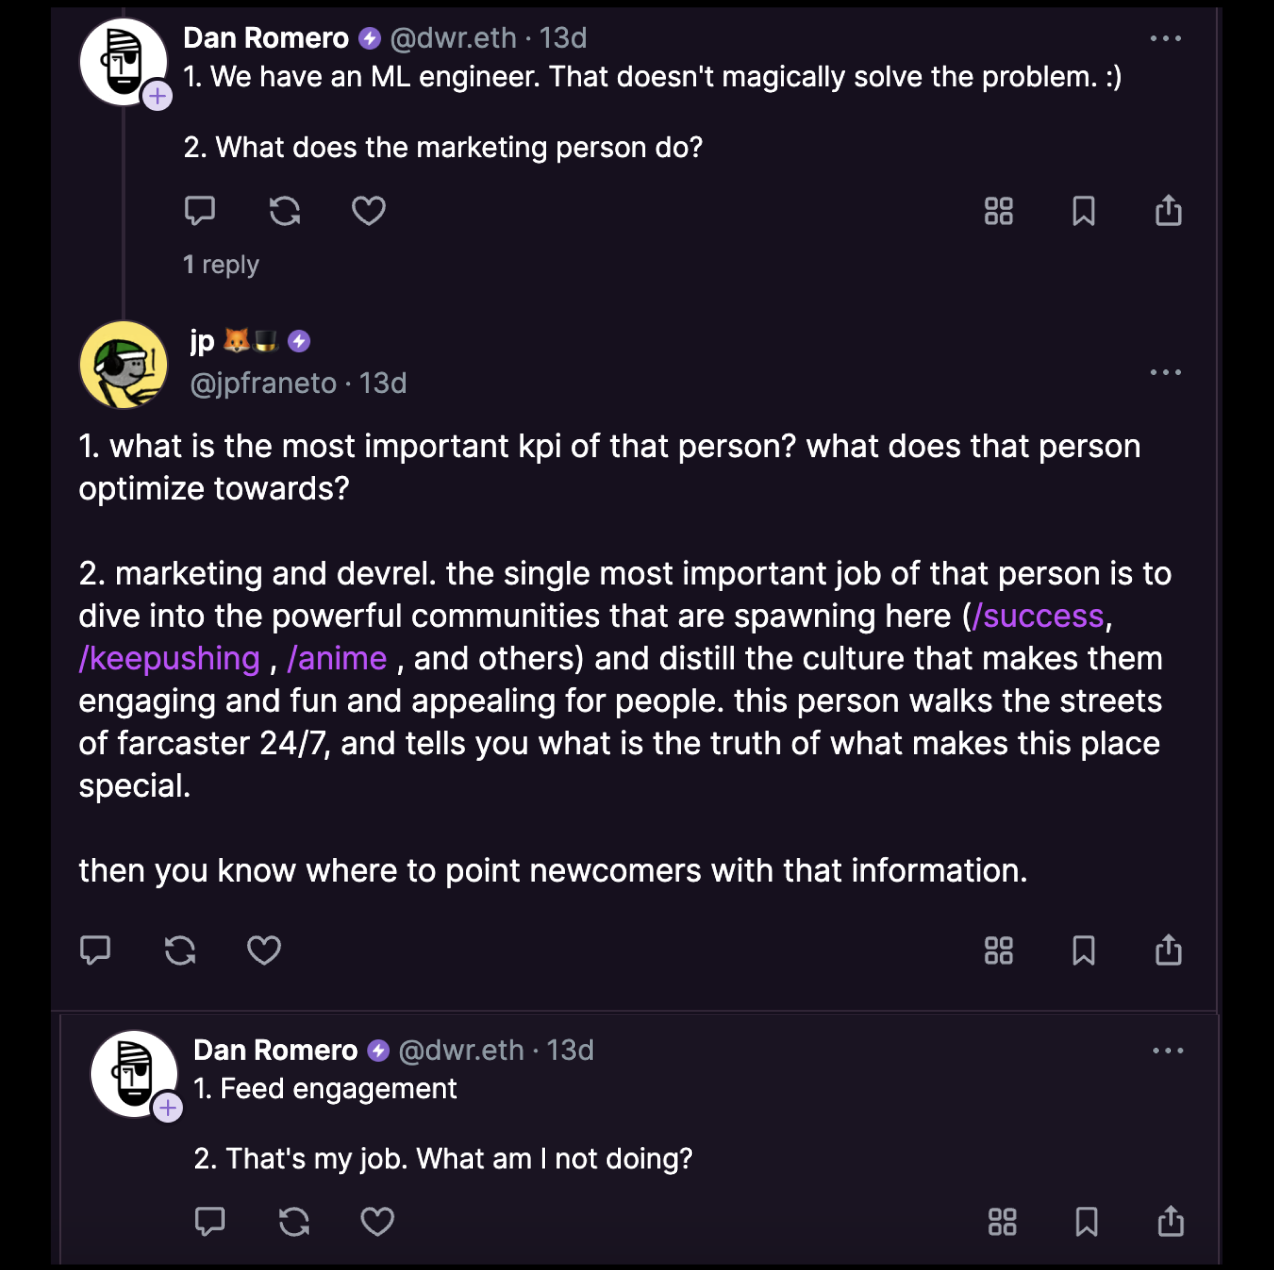 Dan Romero @dwr.eth · 13d
1. We have an ML engineer. That doesn't magically solve the problem. :)
2. What does the marketing person do?
1 reply
jp 🦊🎩
@jpfraneto · 13d
1. what is the most important kpi of that person? what does that person
optimize towards?
2. marketing and devrel. the single most important job of that person is to
dive into the powerful communities that are spawning here (/success,
/keepushing , /anime , and others) and distill the culture that makes them
engaging and fun and appealing for people. this person walks the streets
of farcaster 24/7, and tells you what is the truth of what makes this place
special.
then you know where to point newcomers with that information.
Dan Romero @dwr.eth · 13d
1. Feed engagement
2. That's my job. What am I not doing?